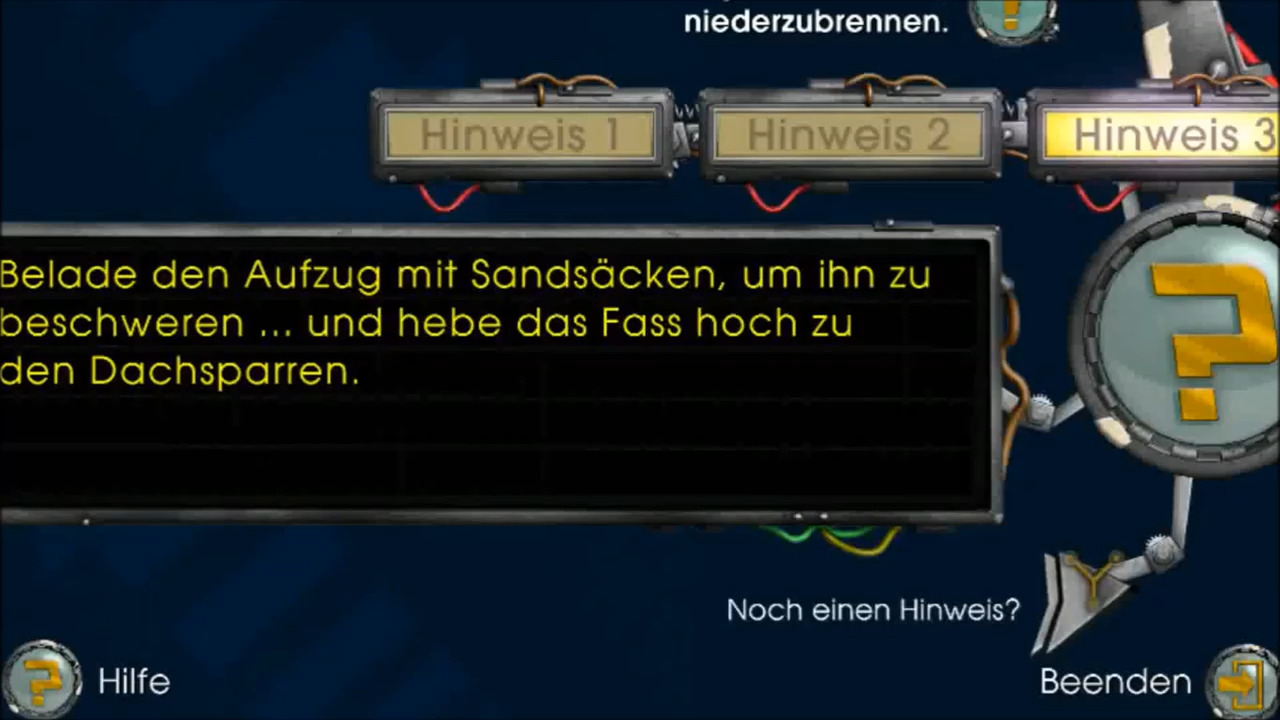 niederzubrennen.
Hinweis 1
Hinweis 2
Hinweis 3
Belade den Aufzug mit Sandsäcken, um ihn zu
beschweren ... und hebe das Fass hoch zu
den Dachsparren.
Noch einen Hinweis?
Hilfe
Beenden